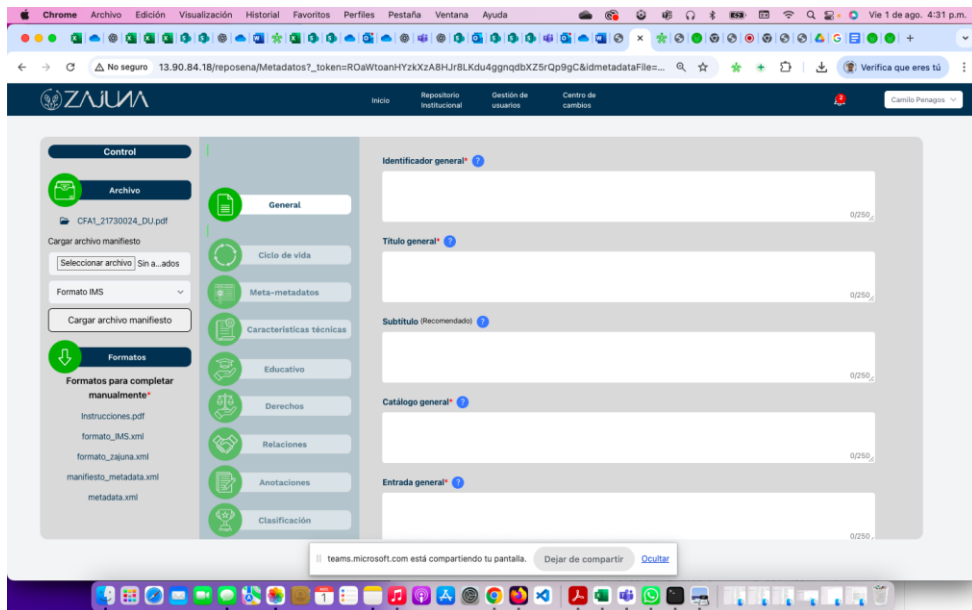 Chrome Archivo Edición Visualización Historial Favoritos Perfiles Pestaña Ventana Ayuda Vie 1 de ago. 4:31 p.m.
No seguro 13.90.84.18/reposena/Metadatos?_token=ROaWtoanHYzkXzA8HJr8LKdu4ggnqdbXZ5rQp9gC&idmetadataFile=... Verifica que eres tú
ZAJUNA Inicio Repositorio Institucional Gestión de usuarios Centro de cambios Camilo Penagos
Control
Archivo
CFA1_21730024_DU.pdf
Cargar archivo manifiesto
Seleccionar archivo Sin a...ados
Formato IMS
Cargar archivo manifiesto
Formatos
Formatos para completar
manualmente*
Instrucciones.pdf
formato_IMS.xml
formato_zajuna.xml
manifiesto_metadata.xml
metadata.xml
General
Ciclo de vida
Meta-metadatos
Características técnicas
Educativo
Derechos
Relaciones
Anotaciones
Clasificación
Identificador general* ?
0/250
Título general* ?
0/250
Subtítulo (Recomendado) ?
0/250
Catálogo general* ?
0/250
Entrada general* ?
0/250
teams.microsoft.com está compartiendo tu pantalla. Dejar de compartir Ocultar